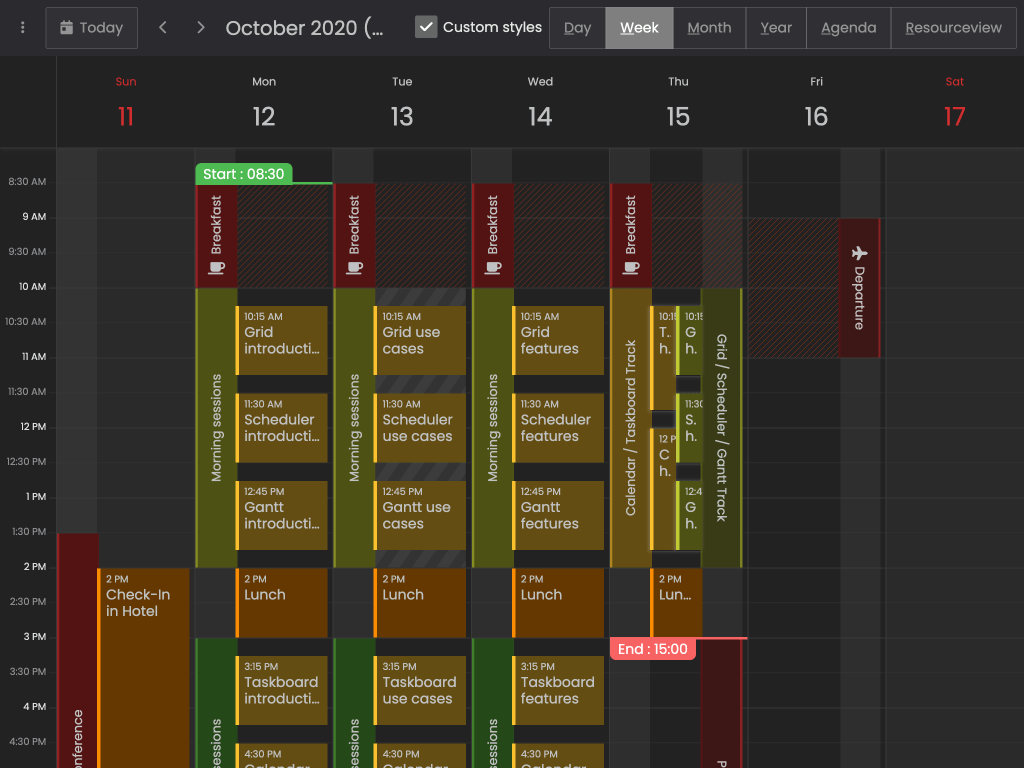 Today
October 2020 (...
Custom styles
Day
Week
Month
Year
Agenda
Resourceview
Sun
11
Mon
12
Tue
13
Wed
14
Thu
15
Fri
16
Sat
17
8:30 AM
9 AM
9:30 AM
10 AM
10:30 AM
11 AM
11:30 AM
12 PM
12:30 PM
1 PM
1:30 PM
2 PM
2:30 PM
3 PM
3:30 PM
4 PM
4:30 PM
onference
2 PM
Check-In
in Hotel
Start : 08:30
Breakfast
Morning sessions
10:15 AM
Grid
introducti...
11:30 AM
Scheduler
introducti...
12:45 PM
Gantt
introducti...
2 PM
Lunch
sessions
3:15 PM
Taskboard
introducti...
4:30 PM
Calendar
Breakfast
Morning sessions
10:15 AM
Grid use
cases
11:30 AM
Scheduler
use cases
12:45 PM
Gantt use
cases
2 PM
Lunch
sessions
3:15 PM
Taskboard
use cases
4:30 PM
Calendar
Breakfast
Morning sessions
10:15 AM
Grid
features
11:30 AM
Scheduler
features
12:45 PM
Gantt
features
2 PM
Lunch
sessions
3:15 PM
Taskboard
features
4:30 PM
Calendar
Breakfast
Calendar / Taskboard Track
10:15
T.
h.
12 P
C
h.
10:15
G
h.
11:30
S.
h.
12:4
G
h.
Grid / Scheduler / Gantt Track
2 PM
Lun...
End : 15:00
P
Departure